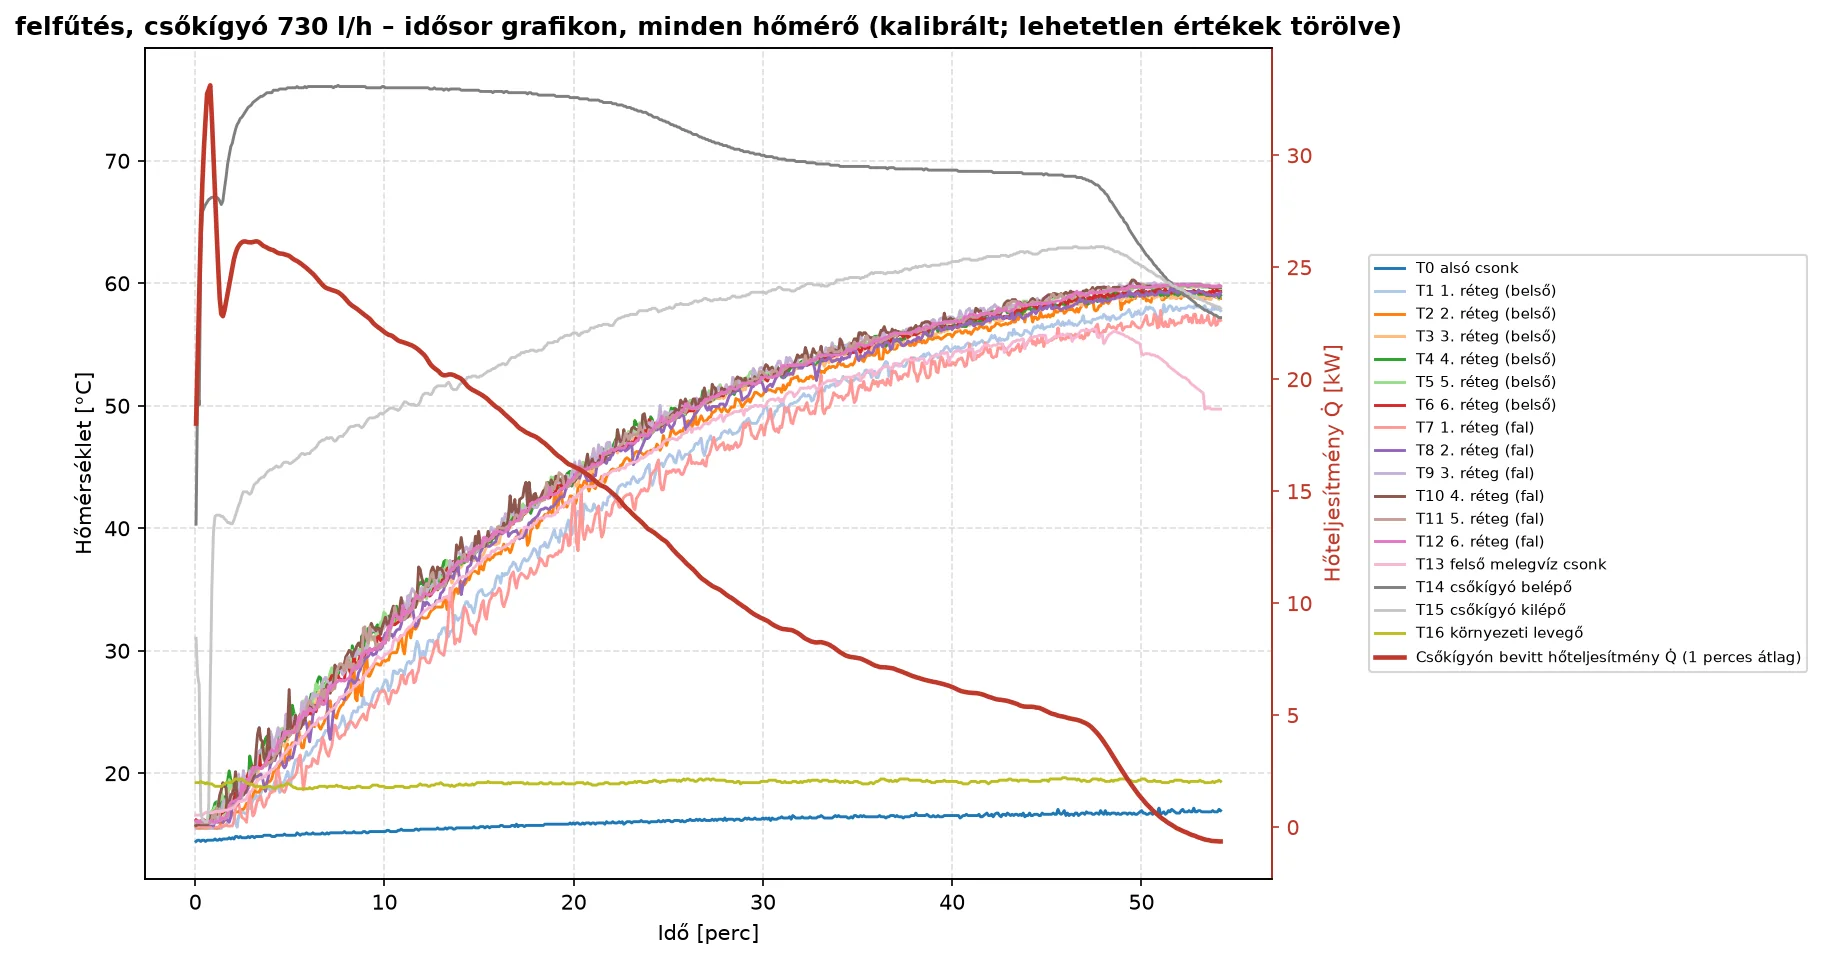 felfűtés, csőkígyó 730 l/h – idősor grafikon, minden hőmérő (kalibrált; lehetetlen értékek törölve)
Hőmérséklet [°C]
70
60
50
40
30
20
0
10
20
30
40
50
Idő [perc]
30
25
20
15
10
5
0
Hőteljesítmény Q̇ [kW]
T0 alsó csonk
T1 1. réteg (belső)
T2 2. réteg (belső)
T3 3. réteg (belső)
T4 4. réteg (belső)
T5 5. réteg (belső)
T6 6. réteg (belső)
T7 1. réteg (fal)
T8 2. réteg (fal)
T9 3. réteg (fal)
T10 4. réteg (fal)
T11 5. réteg (fal)
T12 6. réteg (fal)
T13 felső melegvíz csonk
T14 csőkígyó belépő
T15 csőkígyó kilépő
T16 környezeti levegő
Csőkígyón bevitt hőteljesítmény Q̇ (1 perces átlag)